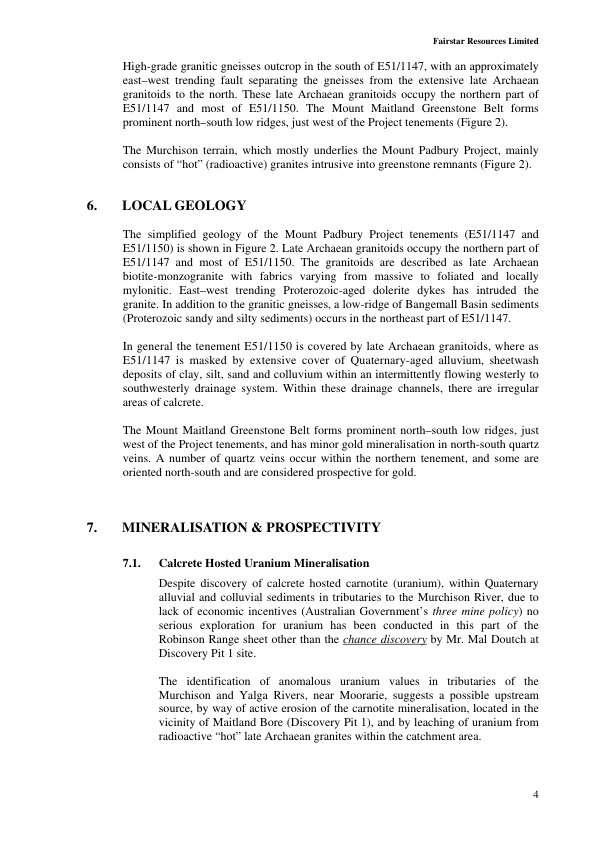 Fairstar Resources Limited
High-grade granitic gneisses outcrop in the south of E51/1147, with an approximately
east–west trending fault separating the gneisses from the extensive late Archaean
granitoids to the north. These late Archaean granitoids occupy the northern part of
E51/1147 and most of E51/1150. The Mount Maitland Greenstone Belt forms
prominent north–south low ridges, just west of the Project tenements (Figure 2).
The Murchison terrain, which mostly underlies the Mount Padbury Project, mainly
consists of “hot” (radioactive) granites intrusive into greenstone remnants (Figure 2).
6. LOCAL GEOLOGY
The simplified geology of the Mount Padbury Project tenements (E51/1147 and
E51/1150) is shown in Figure 2. Late Archaean granitoids occupy the northern part of
E51/1147 and most of E51/1150. The granitoids are described as late Archaean
biotite-monzogranite with fabrics varying from massive to foliated and locally
mylonitic. East–west trending Proterozoic-aged dolerite dykes has intruded the
granite. In addition to the granitic gneisses, a low-ridge of Bangemall Basin sediments
(Proterozoic sandy and silty sediments) occurs in the northeast part of E51/1147.
In general the tenement E51/1150 is covered by late Archaean granitoids, where as
E51/1147 is masked by extensive cover of Quaternary-aged alluvium, sheetwash
deposits of clay, silt, sand and colluvium within an intermittently flowing westerly to
southwesterly drainage system. Within these drainage channels, there are irregular
areas of calcrete.
The Mount Maitland Greenstone Belt forms prominent north–south low ridges, just
west of the Project tenements, and has minor gold mineralisation in north-south quartz
veins. A number of quartz veins occur within the northern tenement, and some are
oriented north-south and are considered prospective for gold.
7. MINERALISATION & PROSPECTIVITY
7.1. Calcrete Hosted Uranium Mineralisation
Despite discovery of calcrete hosted carnotite (uranium), within Quaternary
alluvial and colluvial sediments in tributaries to the Murchison River, due to
lack of economic incentives (Australian Government’s three mine policy) no
serious exploration for uranium has been conducted in this part of the
Robinson Range sheet other than the chance discovery by Mr. Mal Doutch at
Discovery Pit 1 site.
The identification of anomalous uranium values in tributaries of the
Murchison and Yalga Rivers, near Moorarie, suggests a possible upstream
source, by way of active erosion of the carnotite mineralisation, located in the
vicinity of Maitland Bore (Discovery Pit 1), and by leaching of uranium from
radioactive “hot” late Archaean granites within the catchment area.
4